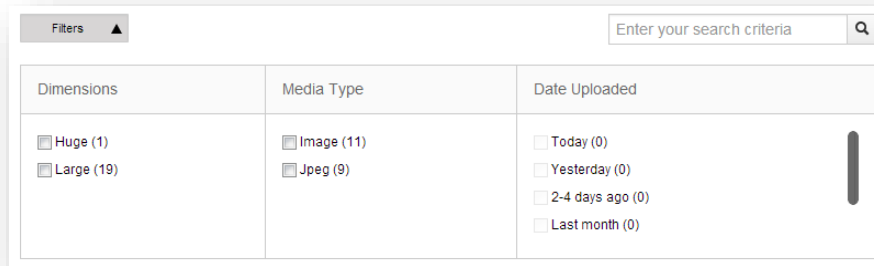 Filters
Enter your search criteria
Dimensions
Media Type
Date Uploaded
Huge (1)
Large (19)
Image (11)
Jpeg (9)
Today (0)
Yesterday (0)
2-4 days ago (0)
Last month (0)